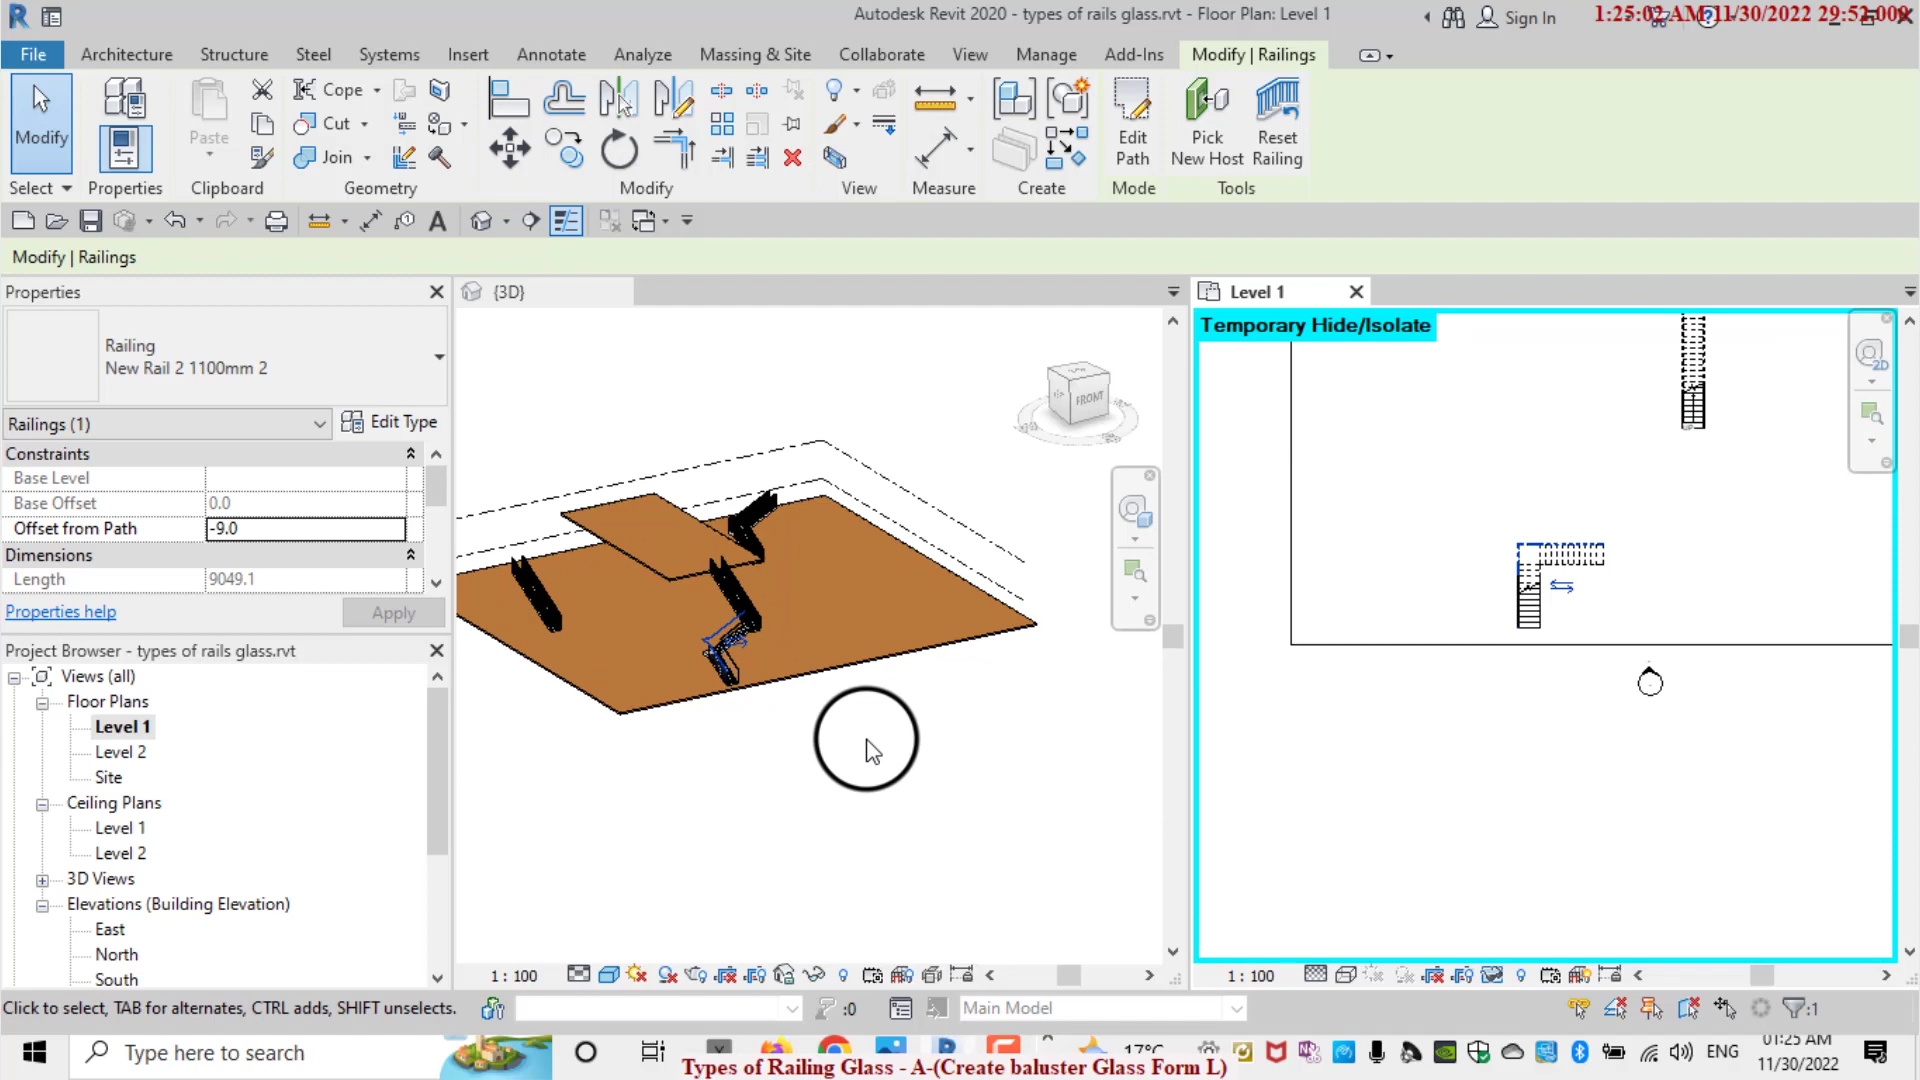 Autodesk Revit 2020 - types of rails glass.rvt - Floor Plan: Level 1
Sign In
1:25:02 AM 11/30/2022 29:52.009
File Architecture Structure Steel Systems Insert Annotate Analyze Massing & Site Collaborate View Manage Add-Ins Modify | Railings
Modify
Paste
Cope
Cut
Join
Edit Path
Pick New Host
Reset Railing
Select Properties Clipboard Geometry Modify View Measure Create Mode Tools
Modify | Railings
Properties
Railing
New Rail 2 1100mm 2
Railings (1)
Edit Type
Constraints
Base Level
Base Offset 0.0
Offset from Path -9.0
Dimensions
Length 9049.1
Properties help
Apply
Project Browser - types of rails glass.rvt
Views (all)
Floor Plans
Level 1
Level 2
Site
Ceiling Plans
Level 1
Level 2
3D Views
Elevations (Building Elevation)
East
North
South
{3D}
FRONT
1 : 100
Level 1
Temporary Hide/Isolate
2D
1 : 100
Click to select, TAB for alternates, CTRL adds, SHIFT unselects.
:0
Main Model
:1
Type here to search
17°C
ENG
01:25 AM
11/30/2022
Types of Railing Glass - A-(Create baluster Glass Form L)